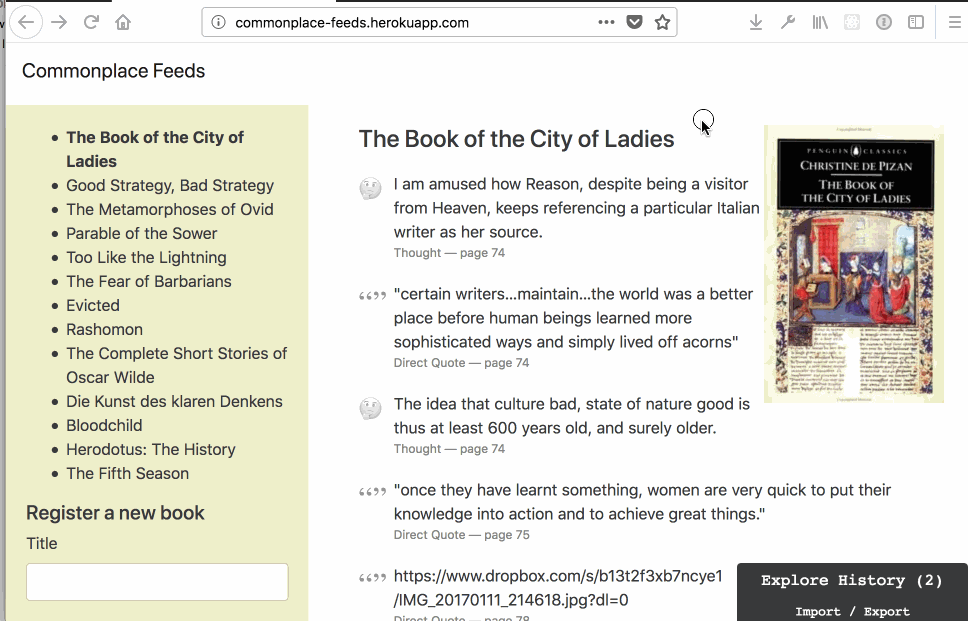 commonplace-feeds.herokuapp.com
Commonplace Feeds
The Book of the City of
Ladies
Good Strategy, Bad Strategy
The Metamorphoses of Ovid
Parable of the Sower
Too Like the Lightning
The Fear of Barbarians
Evicted
Rashomon
The Complete Short Stories of
Oscar Wilde
Die Kunst des klaren Denkens
Bloodchild
Herodotus: The History
The Fifth Season
Register a new book
Title
The Book of the City of Ladies
I am amused how Reason, despite being a visitor
from Heaven, keeps referencing a particular Italian
writer as her source.
Thought — page 74
"certain writers...maintain...the world was a better
place before human beings learned more
sophisticated ways and simply lived off acorns"
Direct Quote — page 74
The idea that culture bad, state of nature good is
thus at least 600 years old, and surely older.
Thought — page 74
"once they have learnt something, women are very quick to put their
knowledge into action and to achieve great things."
Direct Quote — page 75
https://www.dropbox.com/s/b13t2f3xb7ncye1
/IMG_20170111_214618.jpg?dl=0
Direct Quote — page 78
PENGUIN CLASSICS
CHRISTINE DE PIZAN
THE BOOK OF
THE CITY OF LADIES
Explore History (2)
Import / Export